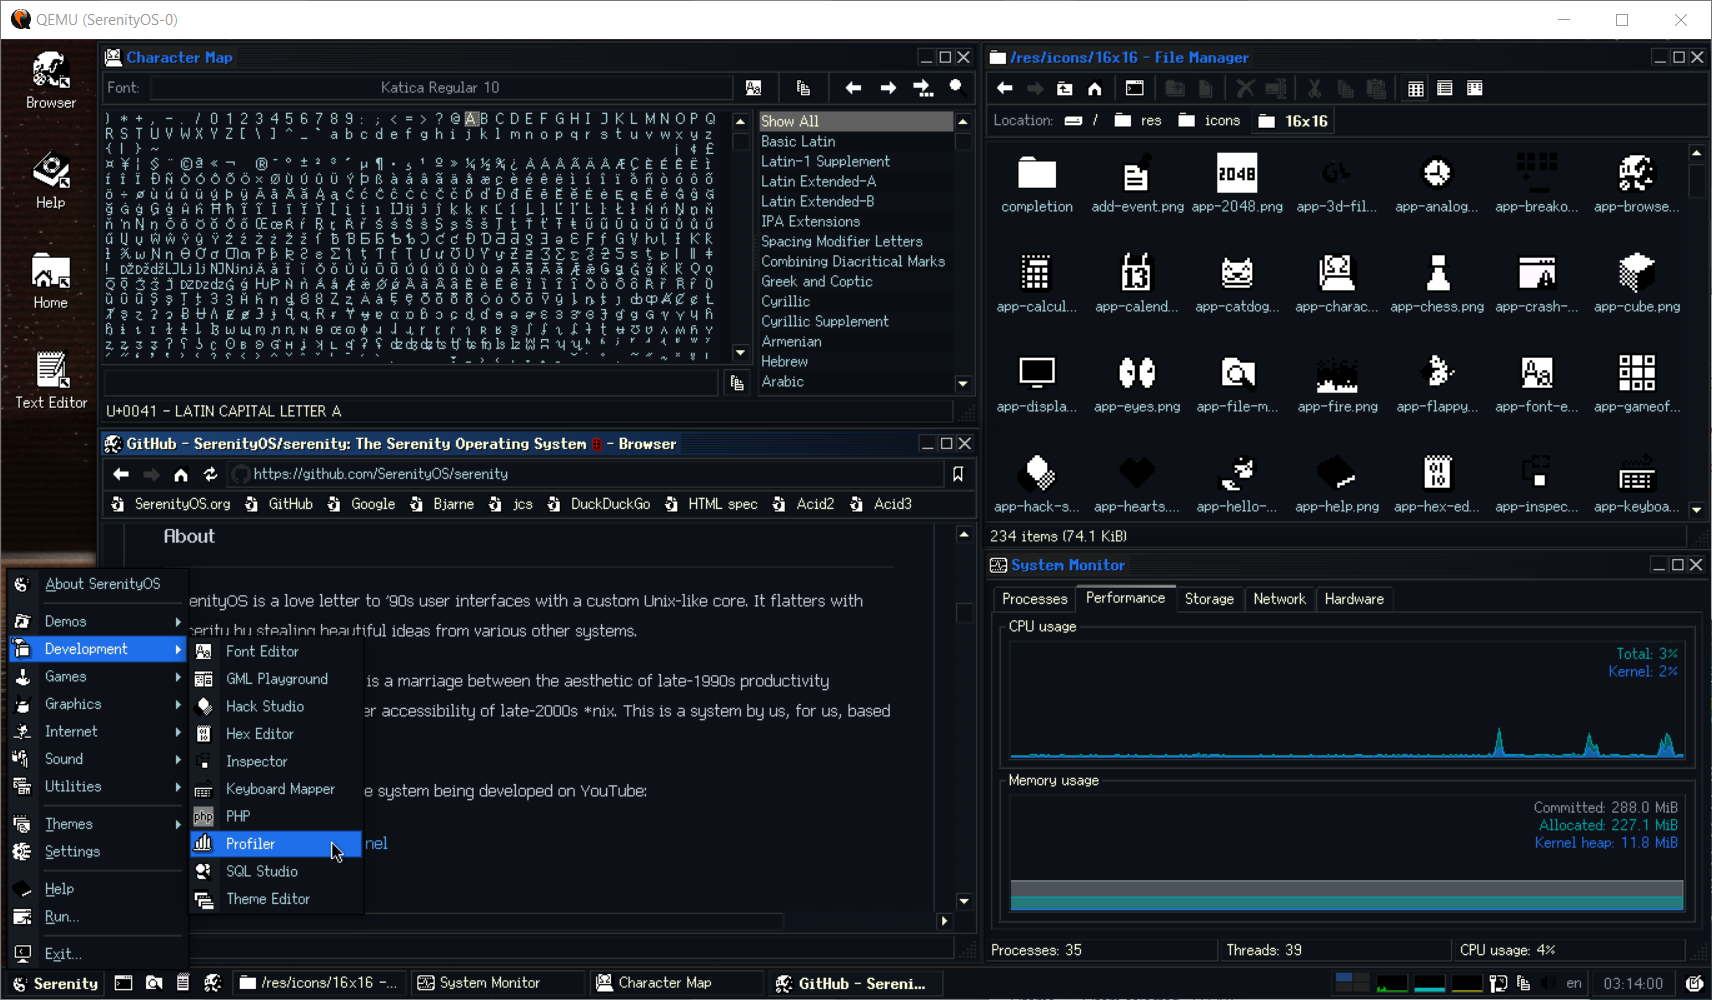 QEMU (SerenityOS-0)
Browser
Help
Home
Text Editor
Character Map
Font:
Katica Regular 10
) * + , - . / 0 1 2 3 4 5 6 7 8 9 : ; < = > ? @ A B C D E F G H I J K L M N O P Q
R S T U V W X Y Z [ \ ] ^ _ ` a b c d e f g h i j k l m n o p q r s t u v w x y z
{ | } ~ ¡ ¢ £
Show All
Basic Latin
Latin-1 Supplement
Latin Extended-A
Latin Extended-B
IPA Extensions
Spacing Modifier Letters
Combining Diacritical Marks
Greek and Coptic
Cyrillic
Cyrillic Supplement
Armenian
Hebrew
Arabic
U+0041 - LATIN CAPITAL LETTER A
/res/icons/16x16 - File Manager
Location: / res icons 16x16
completion add-event.png app-2048.png app-3d-fil... app-analog... app-breako... app-browse...
app-calcul... app-calend... app-catdog... app-charac... app-chess.png app-crash-... app-cube.png
app-displa... app-eyes.png app-file-m... app-fire.png app-flappy... app-font-e... app-gameof...
app-hack-s... app-hearts.... app-hello-... app-help.png app-hex-ed... app-inspec... app-keyboa...
234 items (74.1 KiB)
GitHub - SerenityOS/serenity: The Serenity Operating System - Browser
https://github.com/SerenityOS/serenity
SerenityOS.org GitHub Google Bjarne jcs DuckDuckGo HTML spec Acid2 Acid3
About
enityOS is a love letter to '90s user interfaces with a custom Unix-like core. It flatters with
cerity by stealing beautiful ideas from various other systems.
is a marriage between the aesthetic of late-1990s productivity
er accessibility of late-2000s *nix. This is a system by us, for us, based
e system being developed on YouTube:
nel
About SerenityOS
Demos
Development
Games
Graphics
Internet
Sound
Utilities
Themes
Settings
Help
Run...
Exit...
Font Editor
GML Playground
Hack Studio
Hex Editor
Inspector
Keyboard Mapper
php PHP
Profiler
SQL Studio
Theme Editor
System Monitor
Processes Performance Storage Network Hardware
CPU usage
Total: 3%
Kernel: 2%
Memory usage
Committed: 288.0 MiB
Allocated: 227.1 MiB
Kernel heap: 11.8 MiB
Processes: 35
Threads: 39
CPU usage: 4%
Serenity
/res/icons/16x16 -...
System Monitor
Character Map
GitHub - Sereni...
en
03:14:00